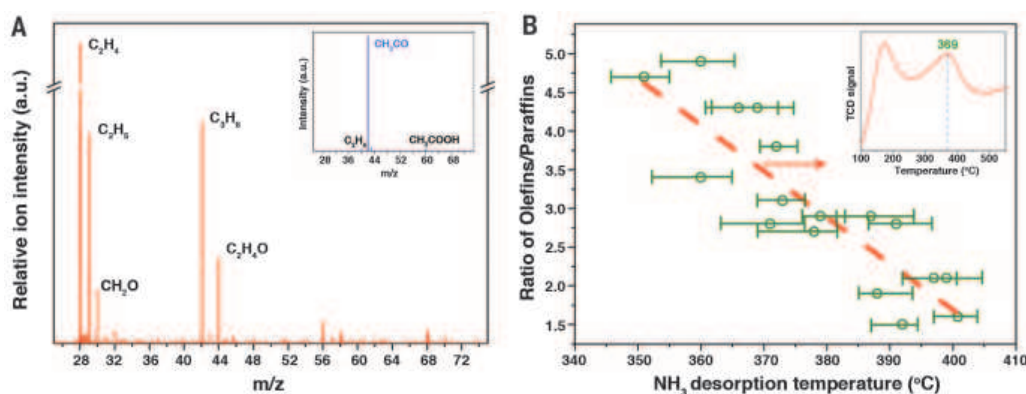 A
Relative ion intensity (a.u.)
C₂H₄
C₂H₅
CH₂O
C₃H₆
C₂H₄O
28 32 36 40 44 48 52 56 60 64 68 72
m/z
Intensity (a.u.)
CH₂CO
CH₃COOH
28 36 44 52 60 68
m/z
B
Ratio of Olefins/Paraffins
5.0
4.5
4.0
3.5
3.0
2.5
2.0
1.5
340 350 360 370 380 390 400 410
NH₃ desorption temperature (°C)
TCD signal
369
100 200 300 400 500
Temperature (°C)